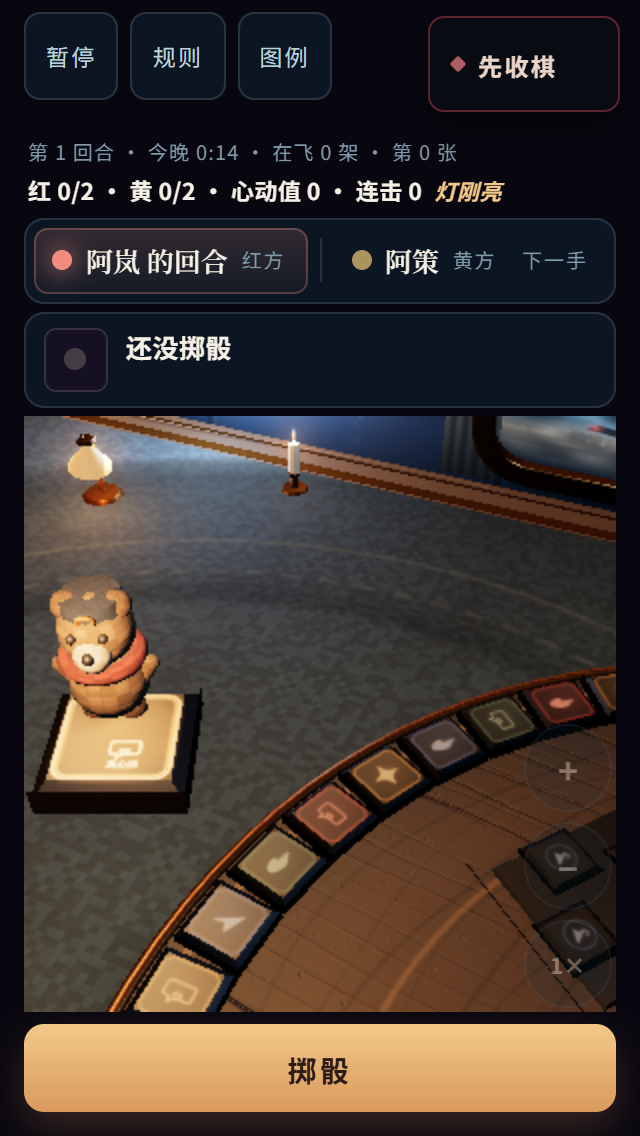 暂停 规则 图例 先收棋
第 1 回合 · 今晚 0:14 · 在飞 0 架 · 第 0 张
红 0/2 · 黄 0/2 · 心动值 0 · 连击 0 灯刚亮
阿岚 的回合 红方 阿策 黄方 下一手
还没掷骰
+
−
1×
掷骰